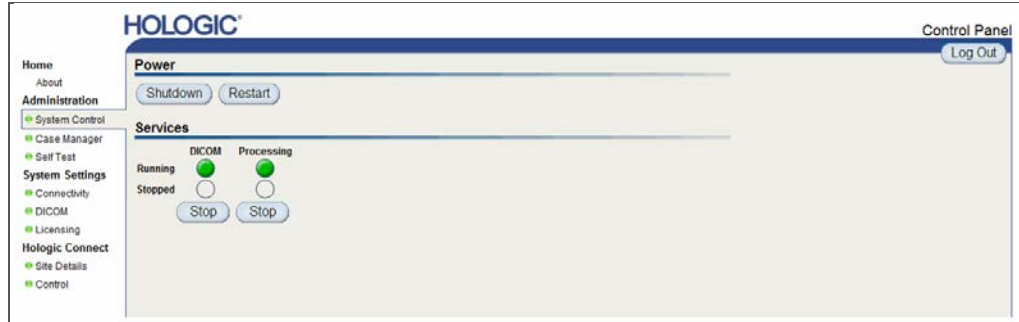 HOLOGIC®
Control Panel
Log Out
Home
About
Administration
System Control
Case Manager
Self Test
System Settings
Connectivity
DICOM
Licensing
Hologic Connect
Site Details
Control
Power
Shutdown Restart
Services
DICOM Processing
Running
Stopped
Stop Stop